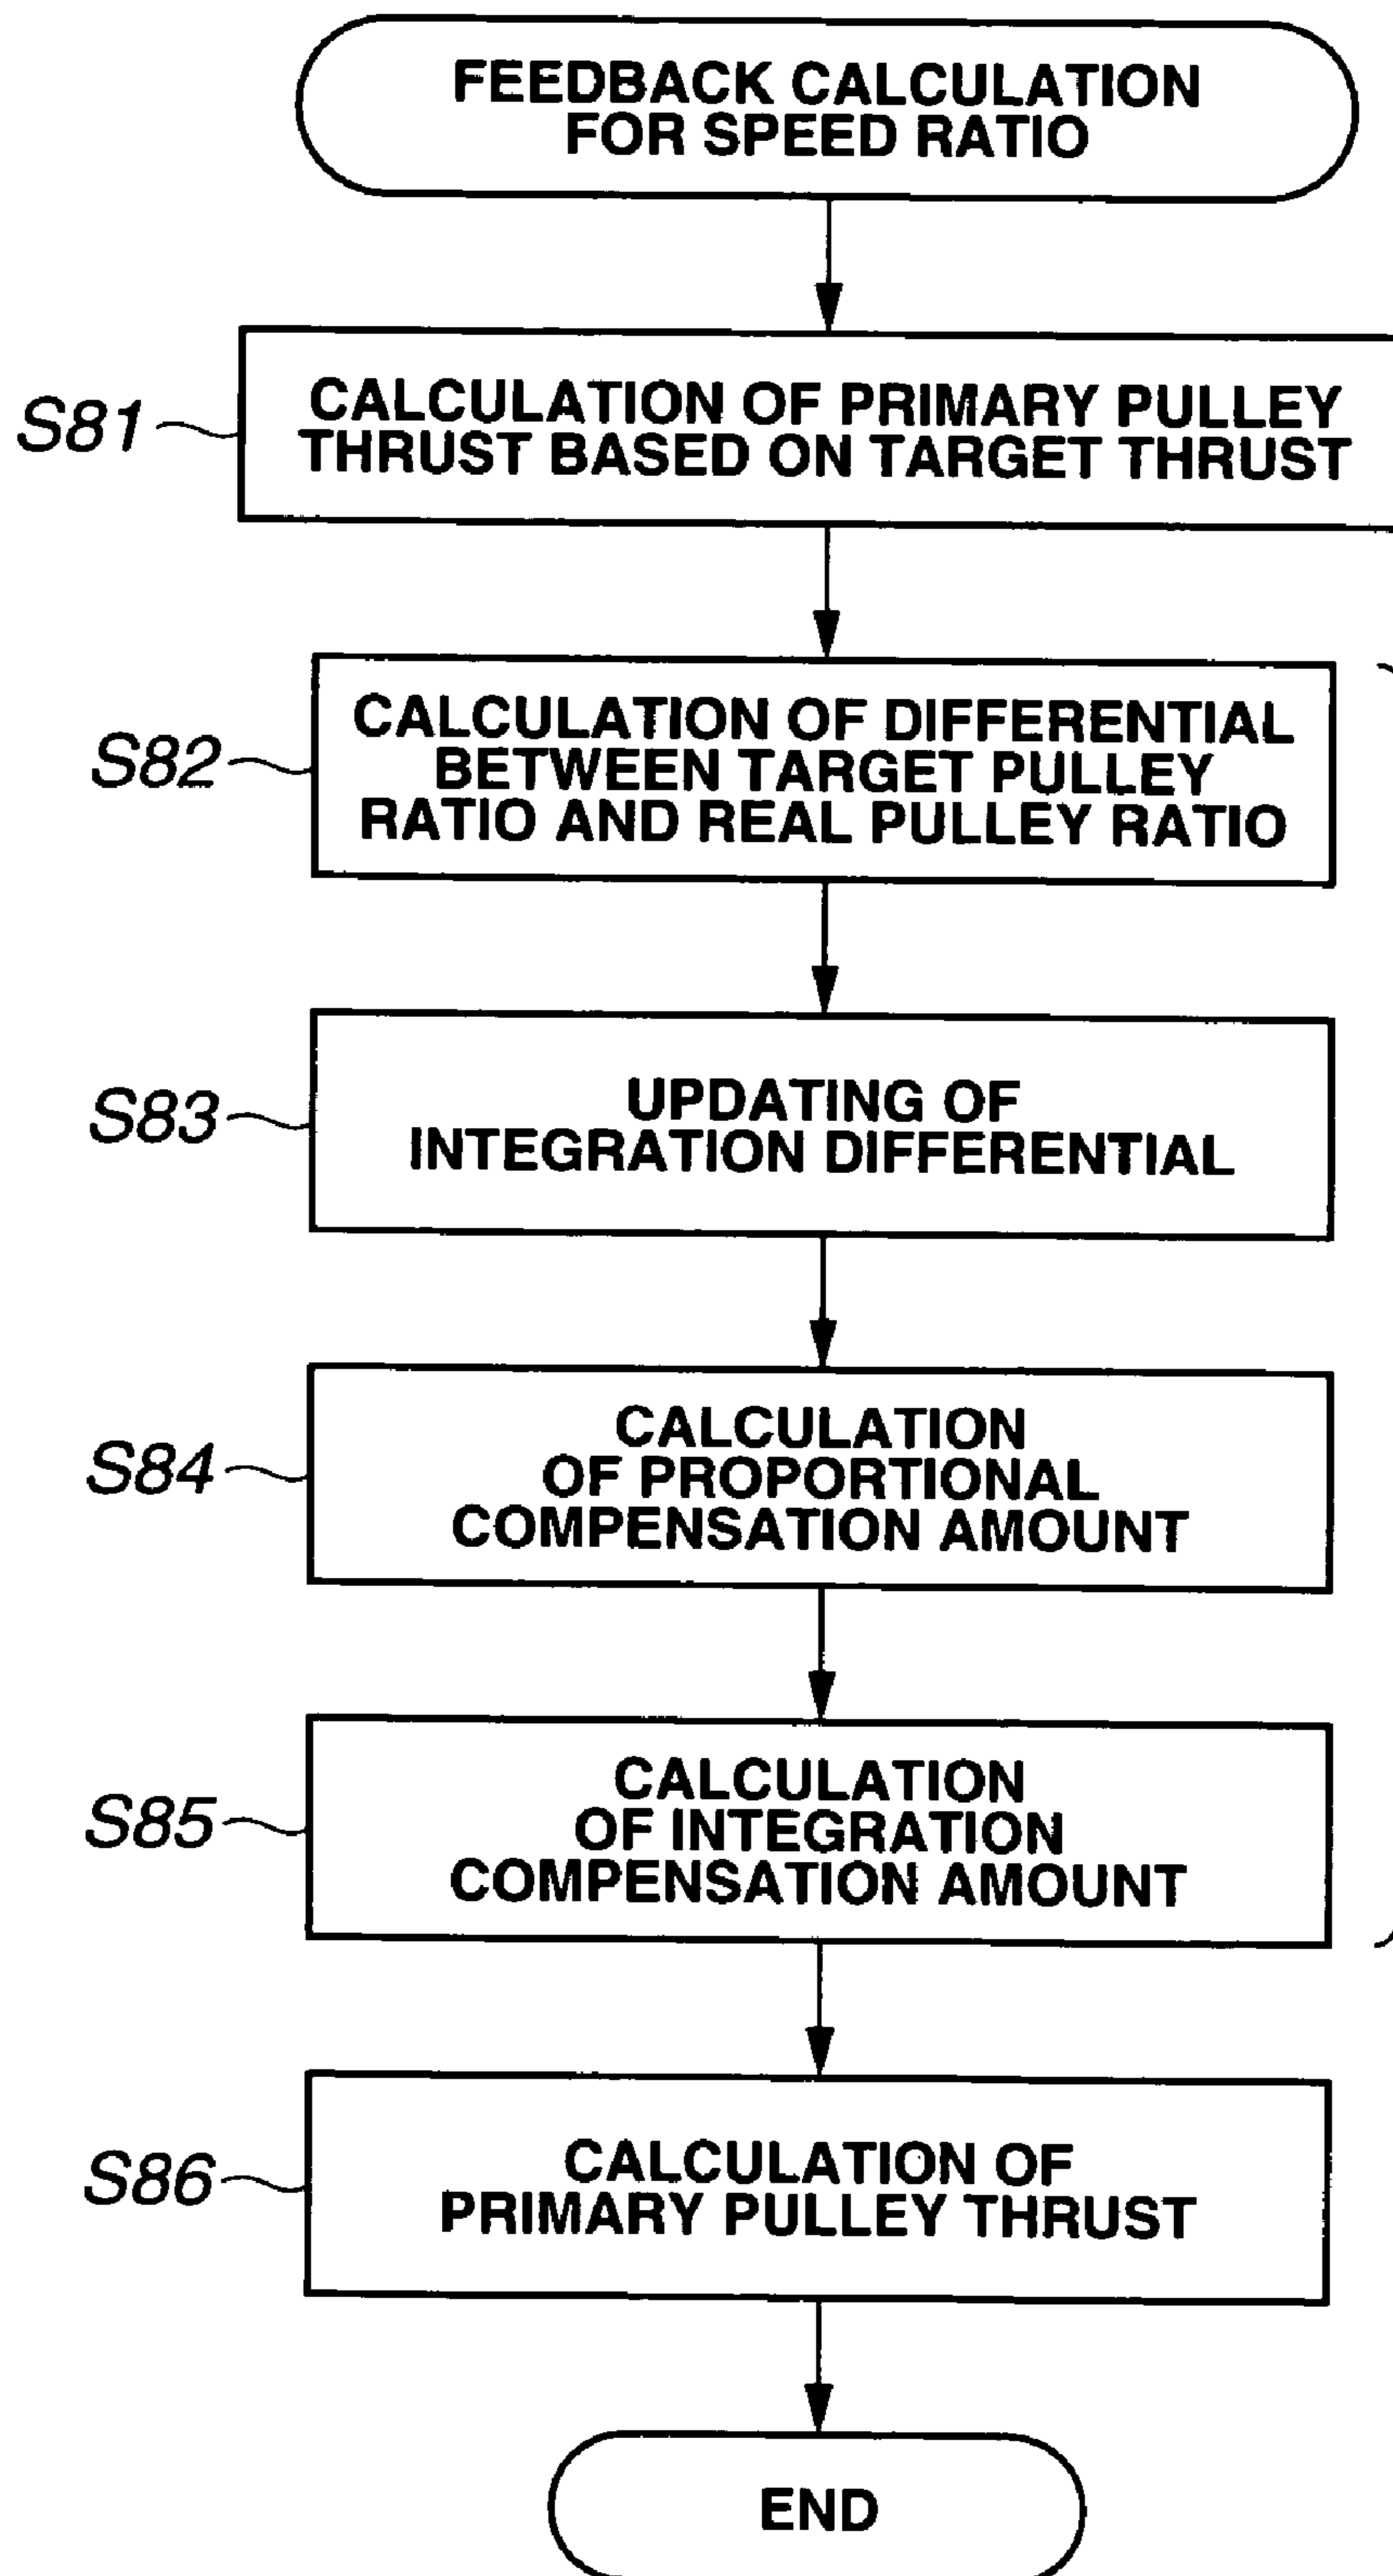 FEEDBACK CALCULATION
FOR SPEED RATIO
S81
CALCULATION OF PRIMARY PULLEY
THRUST BASED ON TARGET THRUST
S82
CALCULATION OF DIFFERENTIAL
BETWEEN TARGET PULLEY
RATIO AND REAL PULLEY RATIO
S83
UPDATING OF
INTEGRATION DIFFERENTIAL
S84
CALCULATION
OF PROPORTIONAL
COMPENSATION AMOUNT
S85
CALCULATION
OF INTEGRATION
COMPENSATION AMOUNT
S86
CALCULATION OF
PRIMARY PULLEY THRUST
END